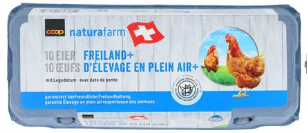 coop naturafarm
10 EIER FREILAND+
10 ŒUFS D'ÉLEVAGE EN PLEIN AIR+
mit Legedatum avec date de ponte
garantiert tierfreundliche Freilandhaltung
garantie Élevage en plein air respectueux des animaux